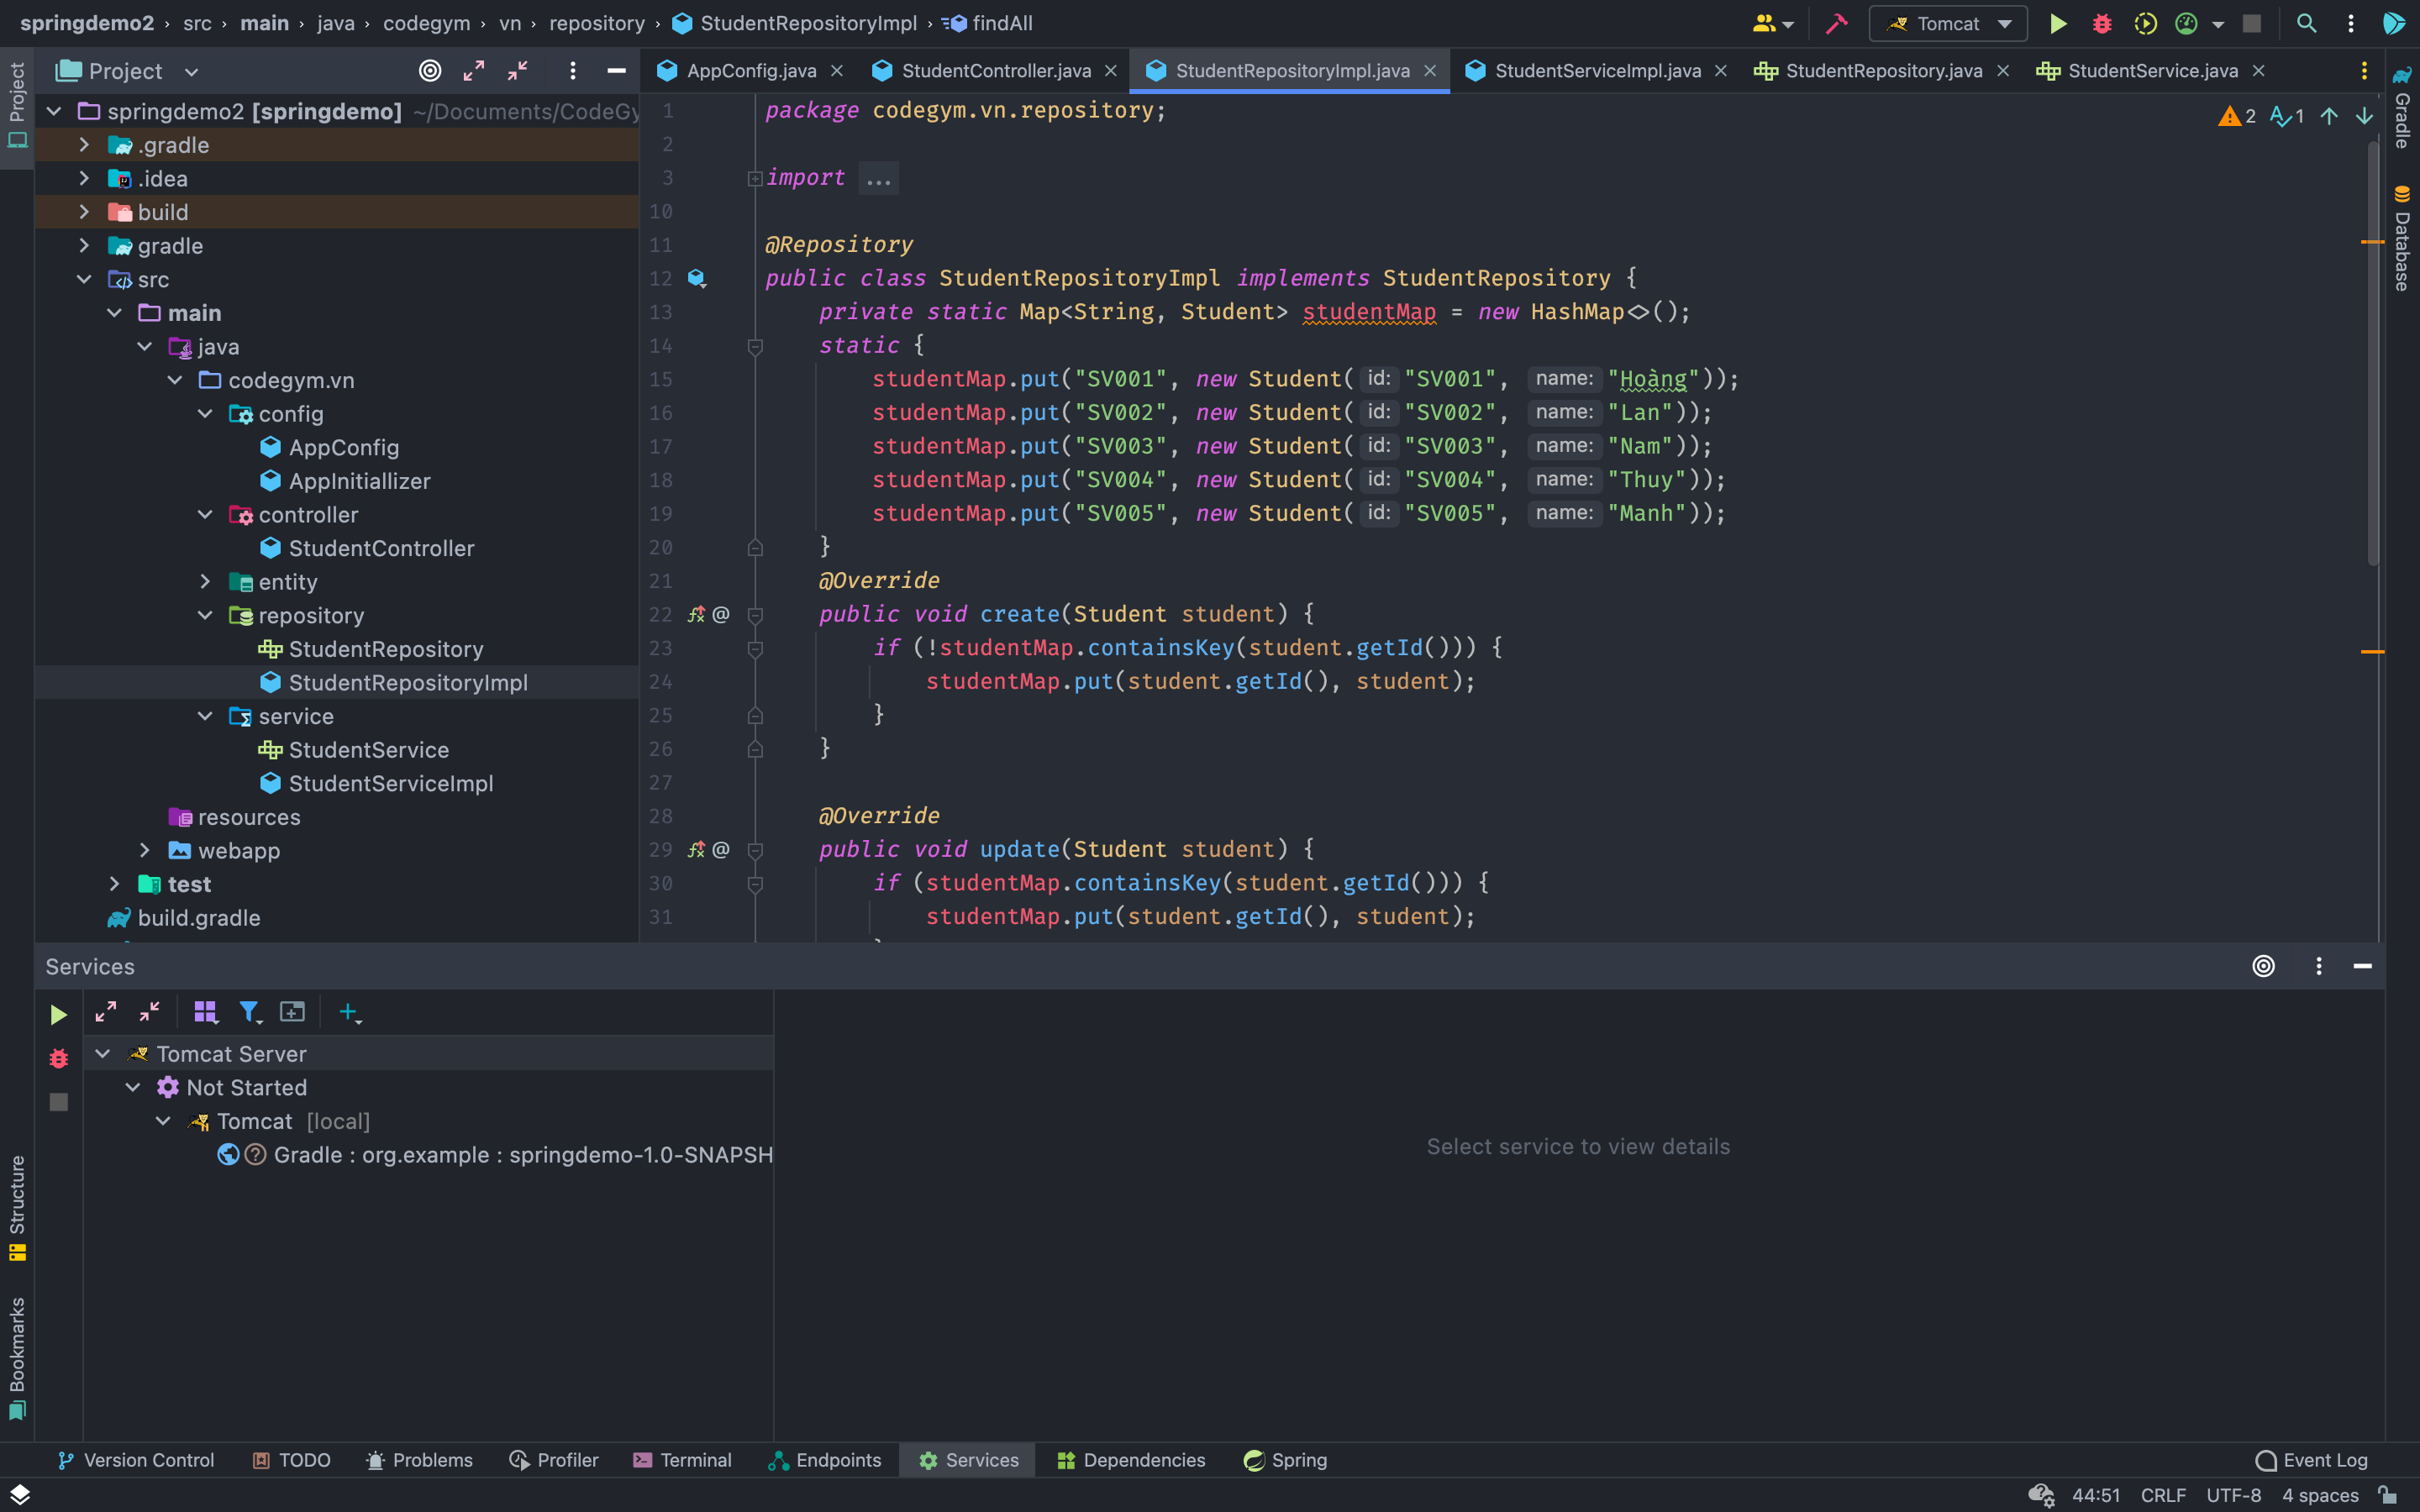 springdemo2 › src › main › java › codegym › vn › repository › StudentRepositoryImpl › findAll
Tomcat
Project
AppConfig.java
StudentController.java
StudentRepositoryImpl.java
StudentServiceImpl.java
StudentRepository.java
StudentService.java
Project
springdemo2 [springdemo] ~/Documents/CodeGy
.gradle
.idea
build
gradle
src
main
java
codegym.vn
config
AppConfig
AppInitiallizer
controller
StudentController
entity
repository
StudentRepository
StudentRepositoryImpl
service
StudentService
StudentServiceImpl
resources
webapp
test
build.gradle
2 1
1 package codegym.vn.repository;
2
3 import ...
10
11 @Repository
12 public class StudentRepositoryImpl implements StudentRepository {
13 private static Map<String, Student> studentMap = new HashMap<>();
14 static {
15 studentMap.put("SV001", new Student( id: "SV001", name: "Hoàng"));
16 studentMap.put("SV002", new Student( id: "SV002", name: "Lan"));
17 studentMap.put("SV003", new Student( id: "SV003", name: "Nam"));
18 studentMap.put("SV004", new Student( id: "SV004", name: "Thuy"));
19 studentMap.put("SV005", new Student( id: "SV005", name: "Manh"));
20 }
21 @Override
22 public void create(Student student) {
23 if (!studentMap.containsKey(student.getId())) {
24 studentMap.put(student.getId(), student);
25 }
26 }
27
28 @Override
29 public void update(Student student) {
30 if (studentMap.containsKey(student.getId())) {
31 studentMap.put(student.getId(), student);
Gradle
Database
Services
Tomcat Server
Not Started
Tomcat [local]
Gradle : org.example : springdemo-1.0-SNAPSH
Select service to view details
Structure
Bookmarks
Version Control
TODO
Problems
Profiler
Terminal
Endpoints
Services
Dependencies
Spring
Event Log
44:51 CRLF UTF-8 4 spaces